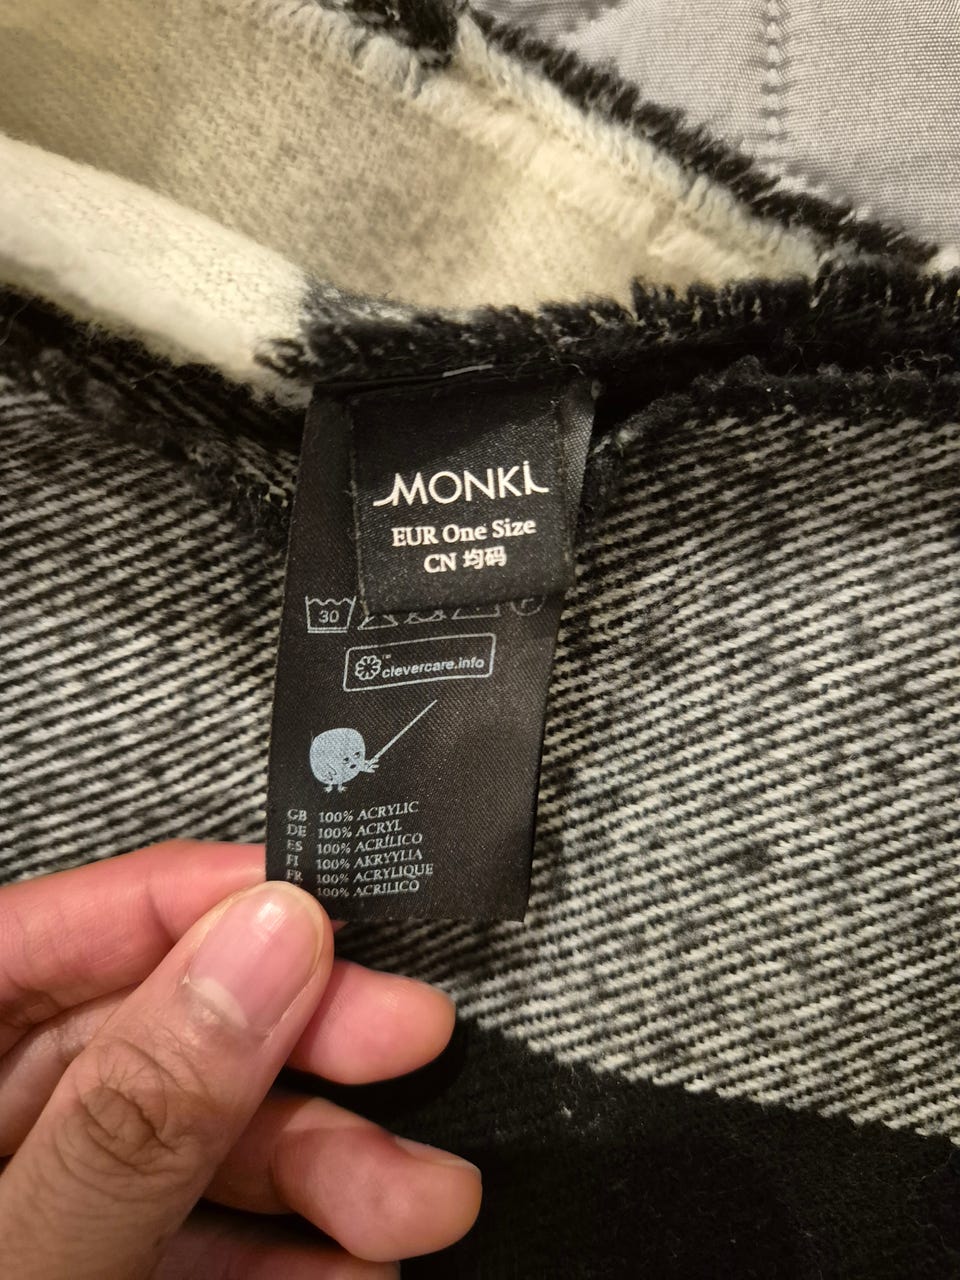 MONKI
EUR One Size
CN 均码
30
clevercare.info
GB 100% ACRYLIC
DE 100% ACRYL
ES 100% ACRÍLICO
FI 100% AKRYYLIA
FR 100% ACRYLIQUE
100% ACRILICO